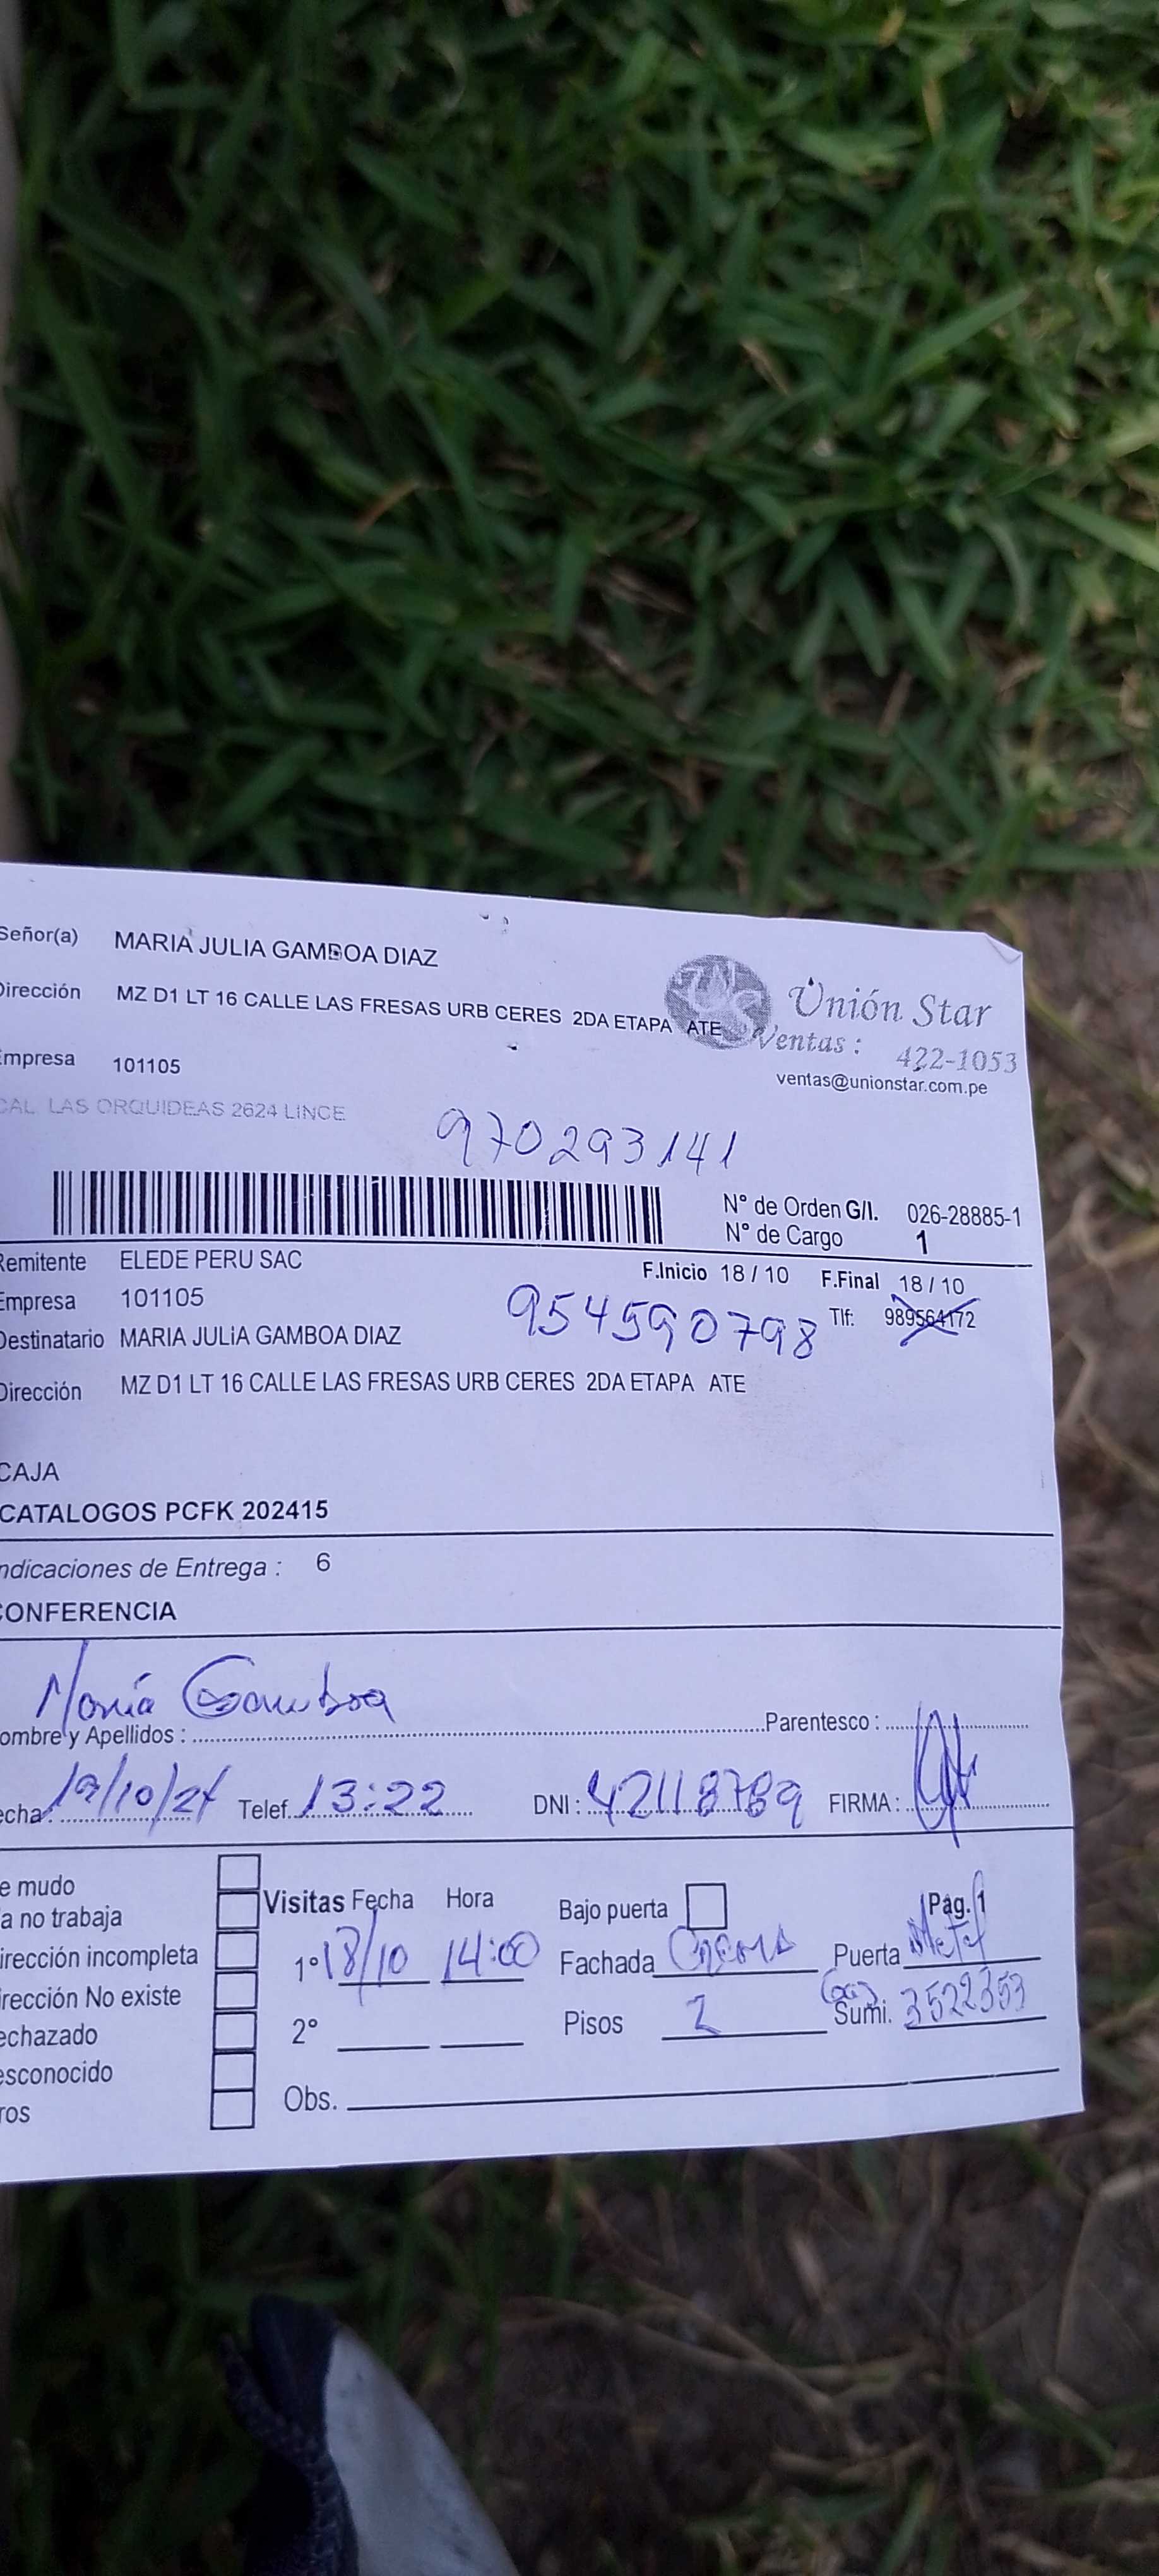 Señor(a) MARIA JULIA GAMBOA DIAZ
Dirección MZ D1 LT 16 CALLE LAS FRESAS URB CERES 2DA ETAPA ATE
Unión Star
Ventas : 422-1053
ventas@unionstar.com.pe
Empresa 101105
CAL LAS ORQUIDEAS 2624 LINCE
970293141
N° de Orden G/I. 026-28885-1
N° de Cargo 1
Remitente ELEDE PERU SAC
F.Inicio 18 / 10 F.Final 18 / 10
Empresa 101105
954590798 Tlf: 989564172
Destinatario MARIA JULIA GAMBOA DIAZ
Dirección MZ D1 LT 16 CALLE LAS FRESAS URB CERES 2DA ETAPA ATE
CAJA
CATALOGOS PCFK 202415
ndicaciones de Entrega : 6
CONFERENCIA
María Gamboa
ombre y Apellidos : Parentesco :
echa: 19/10/24 Telef. 13:22 DNI : 42118789 FIRMA :
e mudo
a no trabaja
irección incompleta
irección No existe
echazado
esconocido
ros
Visitas Fecha Hora Bajo puerta Pág. 1
1° 18/10 14:00 Fachada Crema Puerta Metal
2° Pisos 2 Sumi. 3522353
Obs.